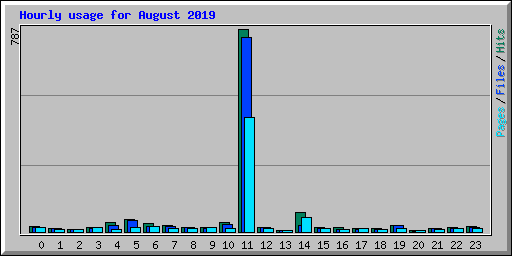 Hourly usage for August 2019
787
Pages/Files/Hits
0 1 2 3 4 5 6 7 8 9 10 11 12 13 14 15 16 17 18 19 20 21 22 23